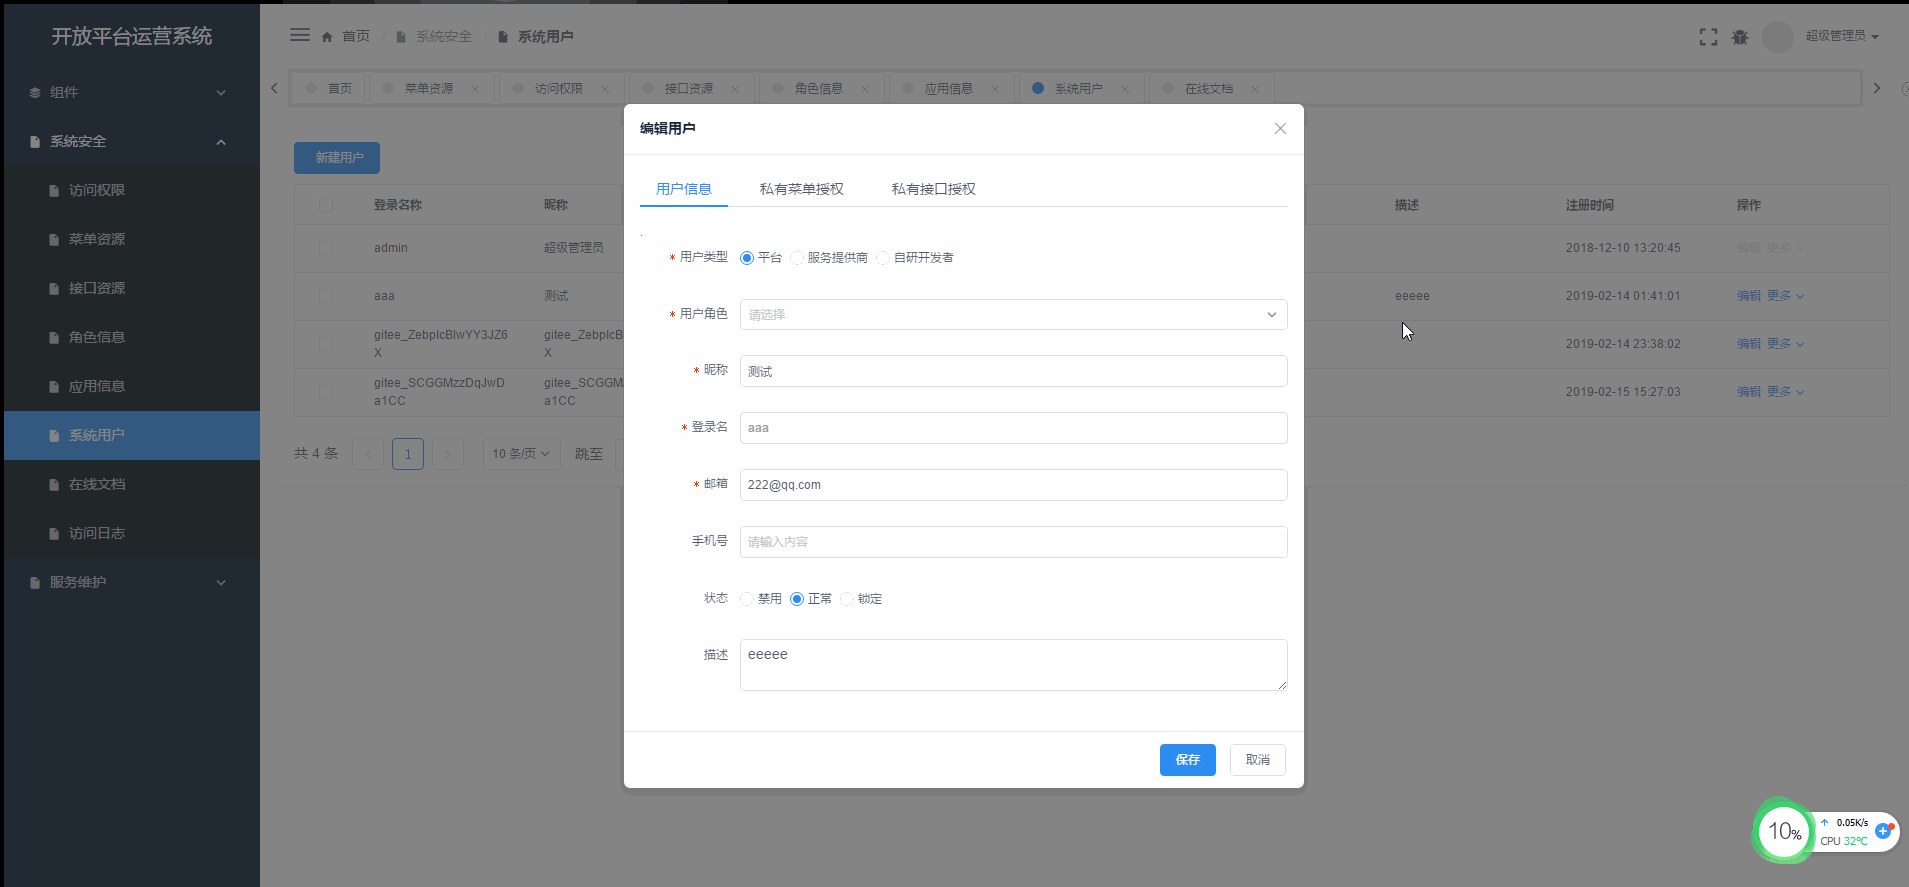 开放平台运营系统
首页 / 系统安全 / 系统用户
超级管理员
组件
系统安全
访问权限
菜单资源
接口资源
角色信息
应用信息
系统用户
在线文档
访问日志
服务维护
首页 菜单资源 访问权限 接口资源 角色信息 应用信息 系统用户 在线文档
新建用户
登录名称 昵称 描述 注册时间 操作
admin 超级管理员 2018-12-10 13:20:45 编辑 更多
aaa 测试 eeeee 2019-02-14 01:41:01 编辑 更多
gitee_ZebpIcBlwYY3JZ6 gitee_ZebpIcB 2019-02-14 23:38:02 编辑 更多
X X
gitee_SCGGMzzDqJwD gitee_SCGGM 2019-02-15 15:27:03 编辑 更多
a1CC a1CC
共 4 条 1 10 条/页 跳至
编辑用户
用户信息 私有菜单授权 私有接口授权
.
* 用户类型 平台 服务提供商 自研开发者
* 用户角色 请选择
* 昵称 测试
* 登录名 aaa
* 邮箱 222@qq.com
手机号 请输入内容
状态 禁用 正常 锁定
描述 eeeee
保存 取消
10%
0.05K/s
CPU 32°C